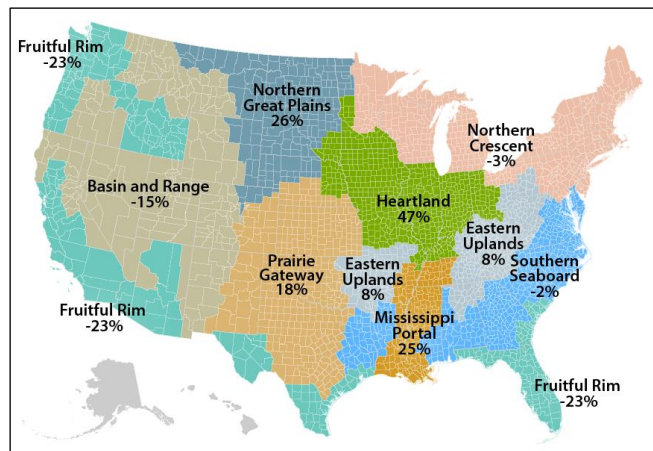 Fruitful Rim
-23%
Northern
Great Plains
26%
Northern
Crescent
-3%
Basin and Range
-15%
Heartland
47%
Eastern
Uplands
8%
Prairie
Gateway
18%
Eastern
Uplands
8%
Southern
Seaboard
-2%
Fruitful Rim
-23%
Mississippi
Portal
25%
Fruitful Rim
-23%